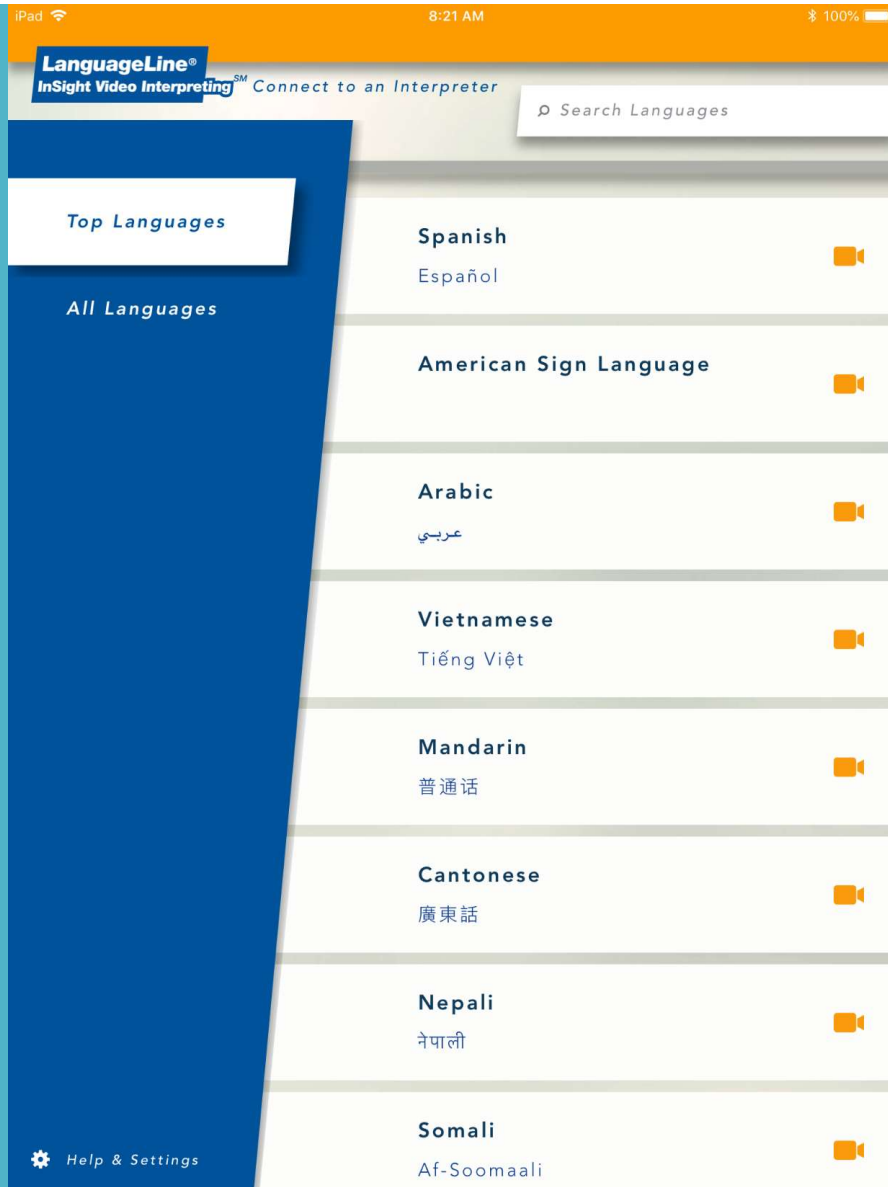 iPad 8:21 AM 100%
LanguageLine®
InSight Video Interpreting℠ Connect to an Interpreter
Search Languages
Top Languages
All Languages
Spanish
Español
American Sign Language
Arabic
عربي
Vietnamese
Tiếng Việt
Mandarin
普通话
Cantonese
廣東話
Nepali
नेपाली
Somali
Af-Soomaali
Help & Settings